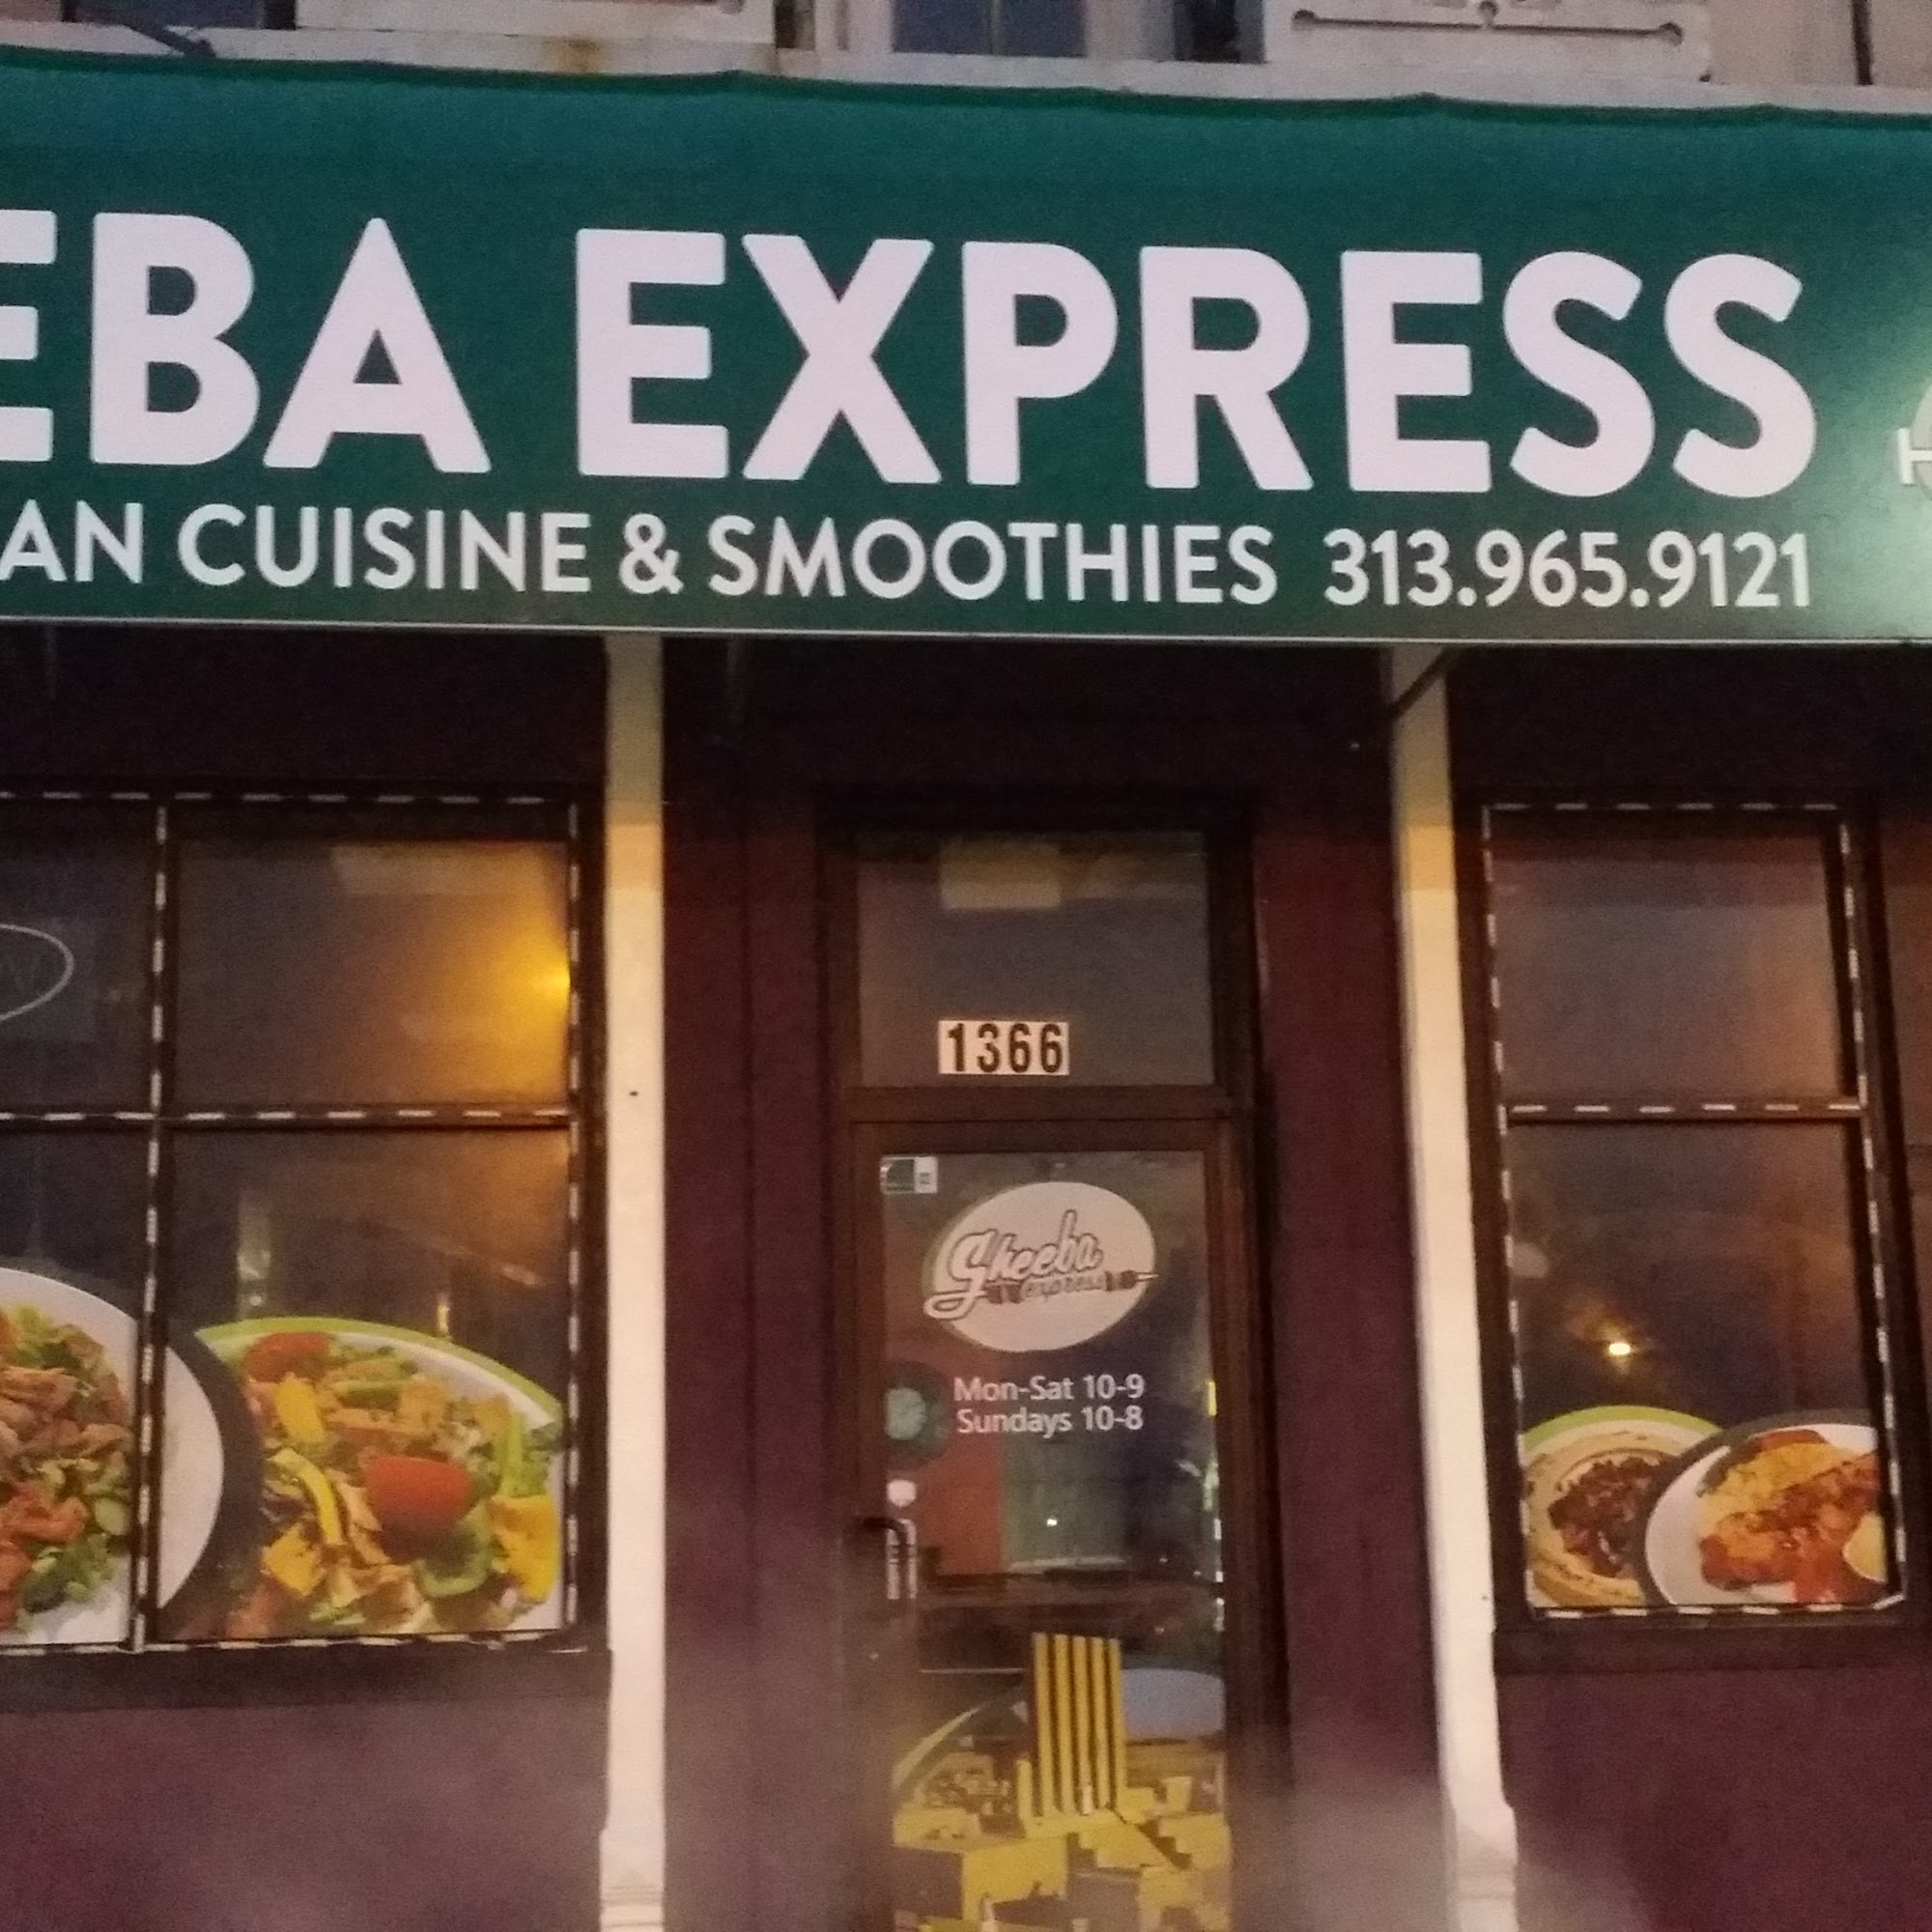 EBA EXPRESS
AN CUISINE & SMOOTHIES 313.965.9121
1366
Sheeba
express
Mon-Sat 10-9
Sundays 10-8